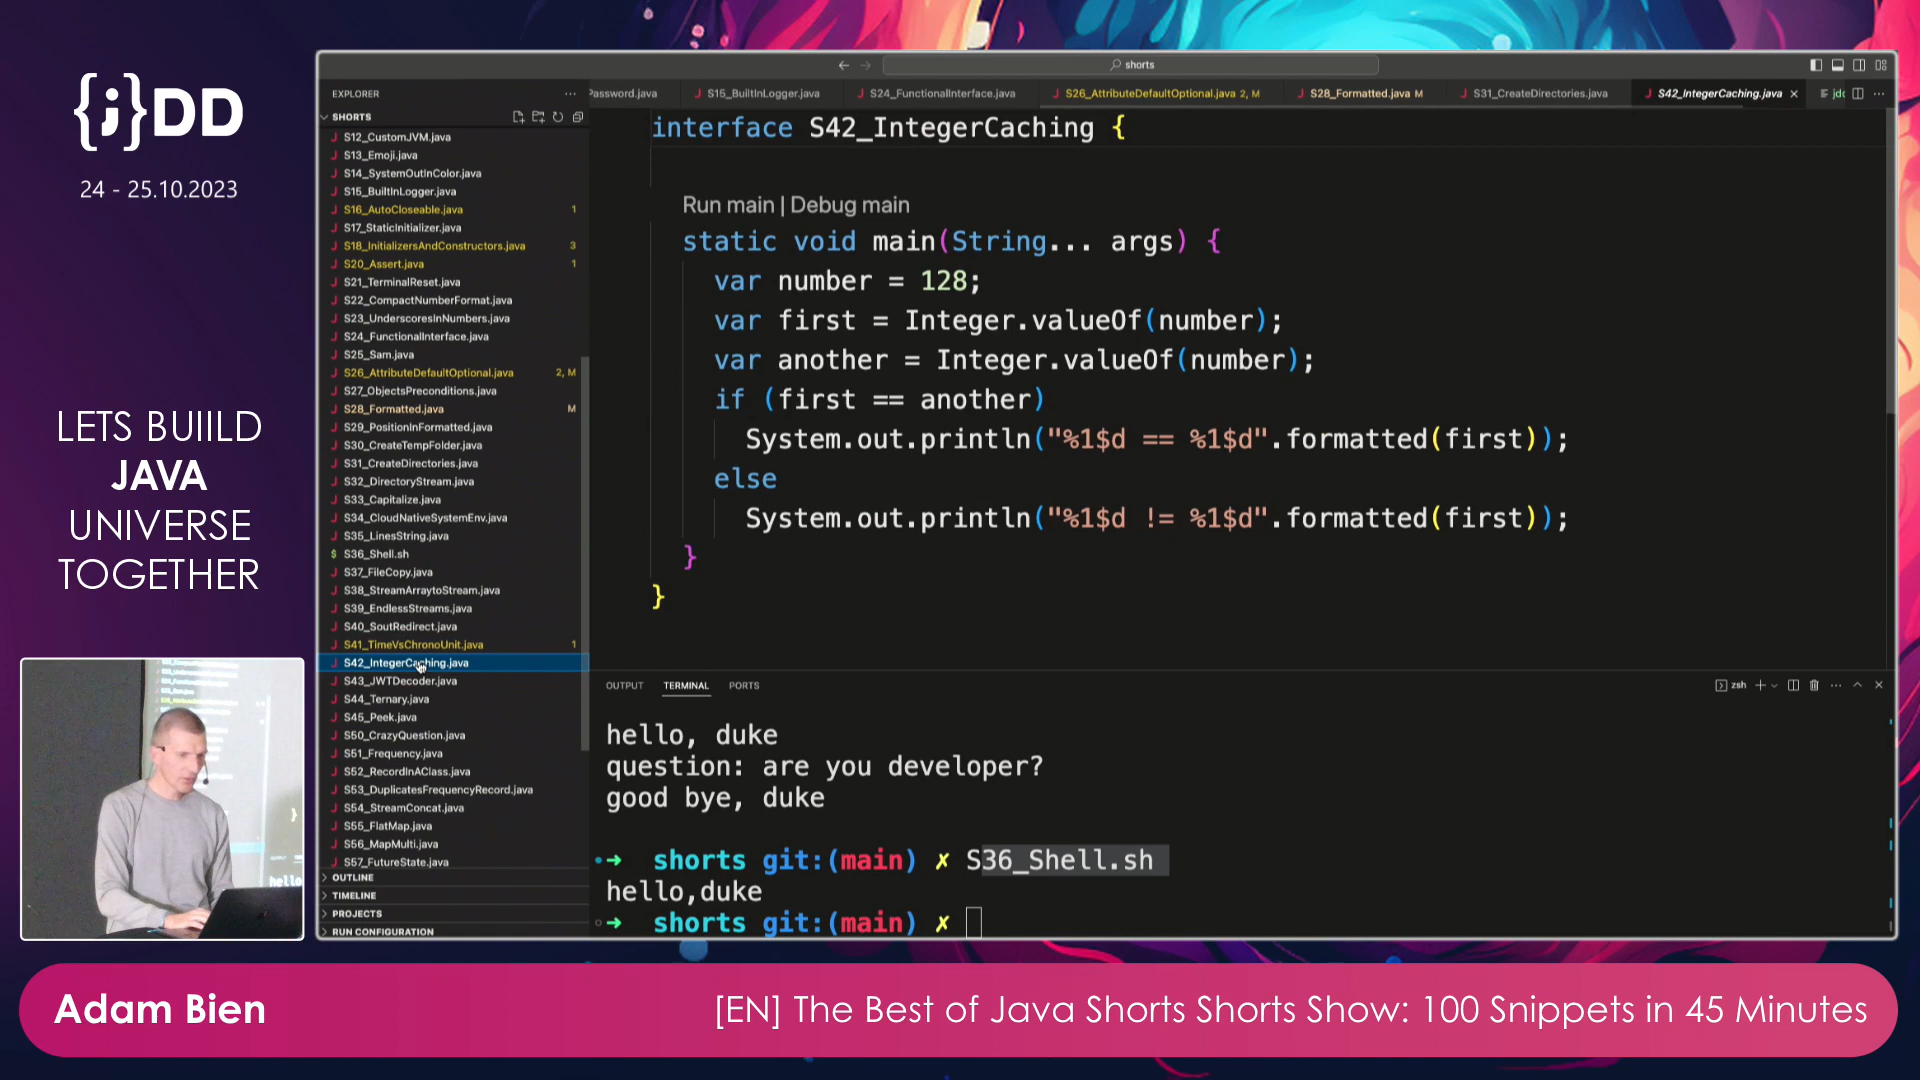 {j}DD
24 - 25.10.2023
LETS BUIILD
JAVA
UNIVERSE
TOGETHER
shorts
EXPLORER
SHORTS
S12_CustomJVM.java
S13_Emoji.java
S14_SystemOutInColor.java
S15_BuiltInLogger.java
S16_AutoCloseable.java 1
S17_StaticInitializer.java
S18_InitializersAndConstructors.java 3
S20_Assert.java 1
S21_TerminalReset.java
S22_CompactNumberFormat.java
S23_UnderscoresInNumbers.java
S24_FunctionalInterface.java
S25_Sam.java
S26_AttributeDefaultOptional.java 2, M
S27_ObjectsPreconditions.java
S28_Formatted.java M
S29_PositionInFormatted.java
S30_CreateTempFolder.java
S31_CreateDirectories.java
S32_DirectoryStream.java
S33_Capitalize.java
S34_CloudNativeSystemEnv.java
S35_LinesString.java
$ S36_Shell.sh
S37_FileCopy.java
S38_StreamArraytoStream.java
S39_EndlessStreams.java
S40_SoutRedirect.java
S41_TimeVsChronoUnit.java 1
S42_IntegerCaching.java
S43_JWTDecoder.java
S44_Ternary.java
S45_Peek.java
S50_CrazyQuestion.java
S51_Frequency.java
S52_RecordInAClass.java
S53_DuplicatesFrequencyRecord.java
S54_StreamConcat.java
S55_FlatMap.java
S56_MapMulti.java
S57_FutureState.java
OUTLINE
TIMELINE
PROJECTS
RUN CONFIGURATION
Password.java S15_BuiltInLogger.java S24_FunctionalInterface.java S26_AttributeDefaultOptional.java 2, M S28_Formatted.java M S31_CreateDirectories.java S42_IntegerCaching.java jdc
interface S42_IntegerCaching {
Run main | Debug main
static void main(String... args) {
var number = 128;
var first = Integer.valueOf(number);
var another = Integer.valueOf(number);
if (first == another)
System.out.println("%1$d == %1$d".formatted(first));
else
System.out.println("%1$d != %1$d".formatted(first));
}
}
OUTPUT TERMINAL PORTS zsh
hello, duke
question: are you developer?
good bye, duke
➜ shorts git:(main) ✗ S36_Shell.sh
hello,duke
➜ shorts git:(main) ✗
Adam Bien
[EN] The Best of Java Shorts Shorts Show: 100 Snippets in 45 Minutes